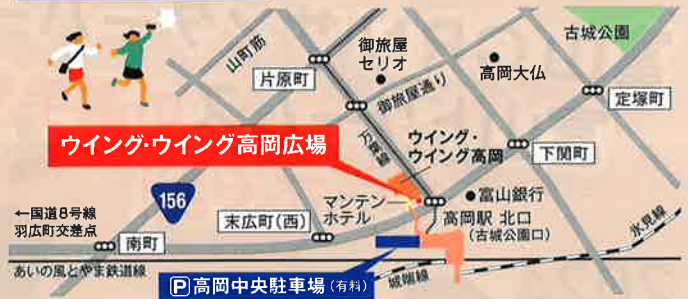 古城公園
御旅屋
セリオ
山町筋
片原町
高岡大仏
御旅屋通り
定塚町
万葉線
ウイング・
ウイング高岡
ウイング・ウイング高岡広場
下関町
156
マンテン
ホテル
富山銀行
←国道8号線
羽広町交差点
末広町(西)
高岡駅 北口
(古城公園口)
氷見線
南町
あいの風とやま鉄道線
P高岡中央駐車場(有料)
城端線